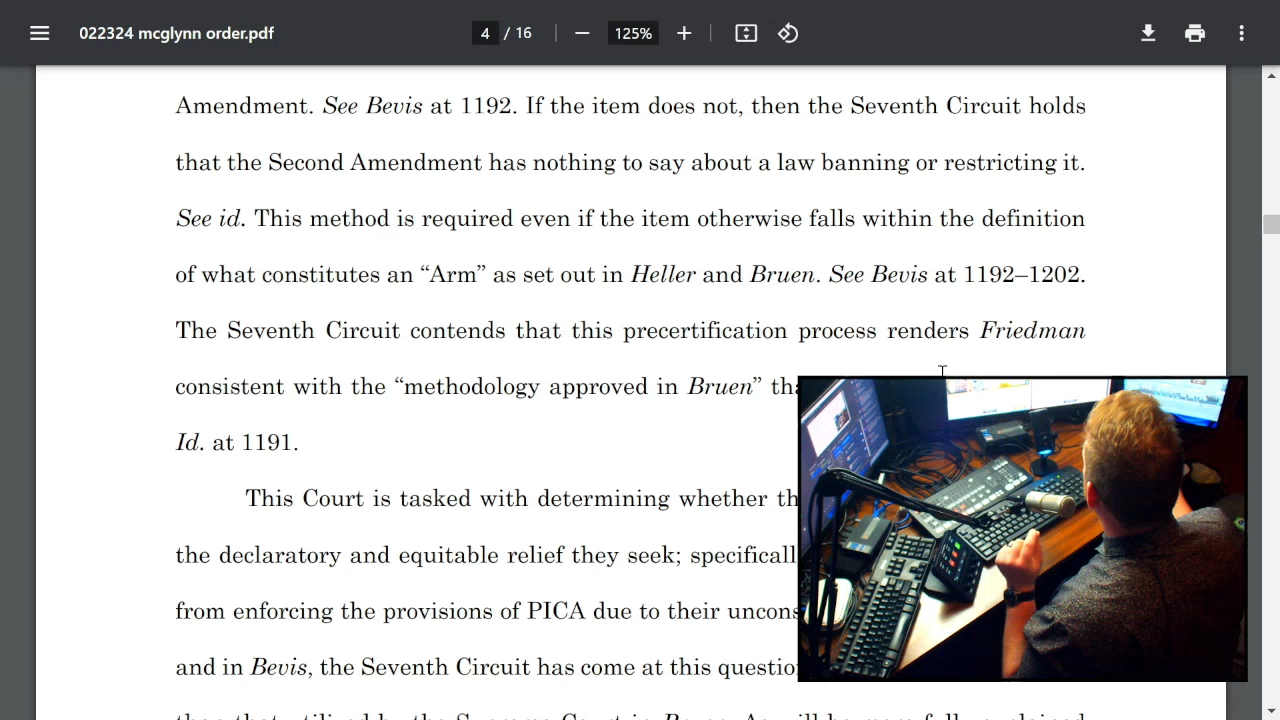 022324 mcglynn order.pdf
4 / 16
125%
Amendment. See Bevis at 1192. If the item does not, then the Seventh Circuit holds
that the Second Amendment has nothing to say about a law banning or restricting it.
See id. This method is required even if the item otherwise falls within the definition
of what constitutes an “Arm” as set out in Heller and Bruen. See Bevis at 1192–1202.
The Seventh Circuit contends that this precertification process renders Friedman
consistent with the “methodology approved in Bruen”
Id. at 1191.
This Court is tasked with determining whether
the declaratory and equitable relief they seek;
from enforcing the provisions of PICA due to their
and in Bevis, the Seventh Circuit has come at this